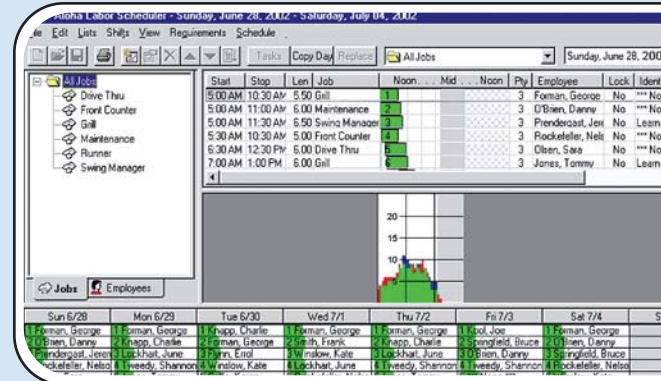 Aloha Labor Scheduler - Sunday, June 28, 2002 - Saturday, July 04, 2002
Edit Lists Shifts View Requirements Schedule
Tasks Copy Day Replace All Jobs Sunday, June 28, 200
All Jobs
Drive Thru
Front Counter
Grill
Maintenance
Runner
Swing Manager
Jobs Employees
Start Stop Len Job Noon . . . Mid . . . Noon Pty Employee Lock Identi
5:00 AM 10:30 AM 5.50 Grill 1 3 Forman, George No *** No
5:00 AM 11:00 AM 6.00 Maintenance 2 3 O'Brien, Danny No *** No
5:00 AM 11:30 AM 6.50 Swing Manager 3 3 Prendergast, Jere No Learn
5:30 AM 10:30 AM 5.00 Front Counter 4 3 Rockefeller, Nels No *** No
6:30 AM 12:30 PM 6.00 Drive Thru 5 3 Olsen, Sara No *** No
7:00 AM 1:00 PM 6.00 Grill 6 3 Jones, Tommy No Learn
20
15
10
5
Sun 6/28 Mon 6/29 Tue 6/30 Wed 7/1 Thu 7/2 Fri 7/3 Sat 7/4 S
1 Forman, George 1 Forman, George 1 Knapp, Charlie 1 Forman, George 1 Forman, George 1 Kool, Joe 1 Forman, George
2 O'Brien, Danny 2 Knapp, Charlie 2 Forman, George 2 Smith, Frank 2 Knapp, Charlie 2 Springfield, Bruce 2 O'Brien, Danny
Prendergast, Jerem 3 Lockhart, June 3 Flynn, Errol 3 Winslow, Kate 3 Lockhart, June 3 O'Brien, Danny 3 Springfield, Bruce
Rockefeller, Nelso 4 Tweedy, Shannon 4 Winslow, Kate 4 Lockhart, June 4 Tweedy, Shannon 4 Tweedy, Shannon 4 Rockefeller, Nelso